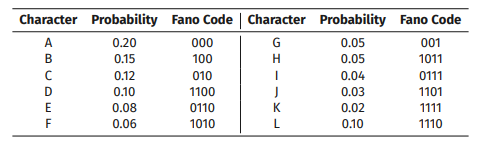 Character Probability Fano Code Character Probability Fano Code
A 0.20 000 G 0.05 001
B 0.15 100 H 0.05 1011
C 0.12 010 I 0.04 0111
D 0.10 1100 J 0.03 1101
E 0.08 0110 K 0.02 1111
F 0.06 1010 L 0.10 1110